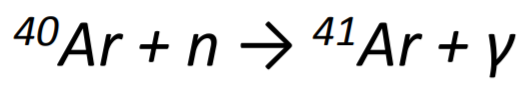 ⁴⁰Ar + n → ⁴¹Ar + γ